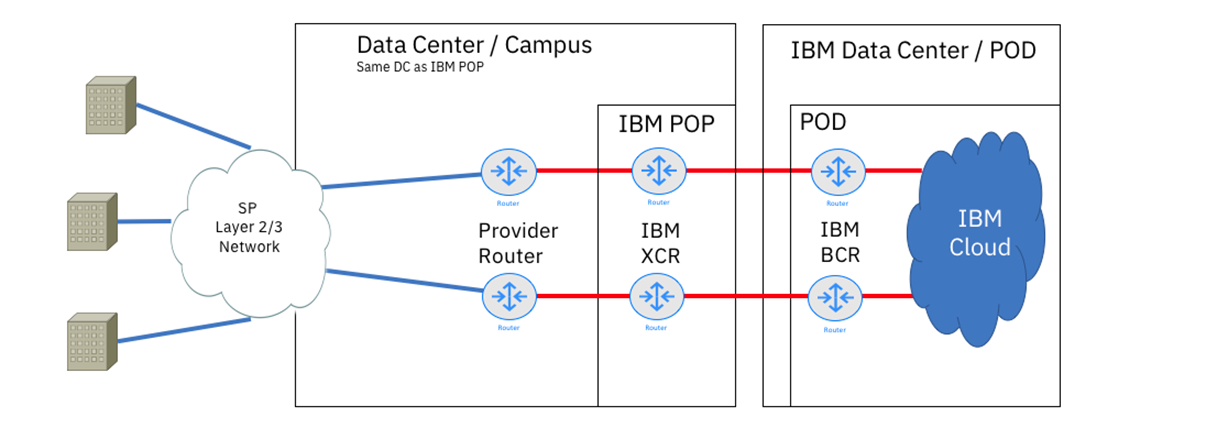 Data Center / Campus
Same DC as IBM POP
IBM Data Center / POD
IBM POP
POD
SP
Layer 2/3
Network
Router
Router
Router
Provider
Router
IBM
XCR
IBM
BCR
IBM
Cloud
Router
Router
Router